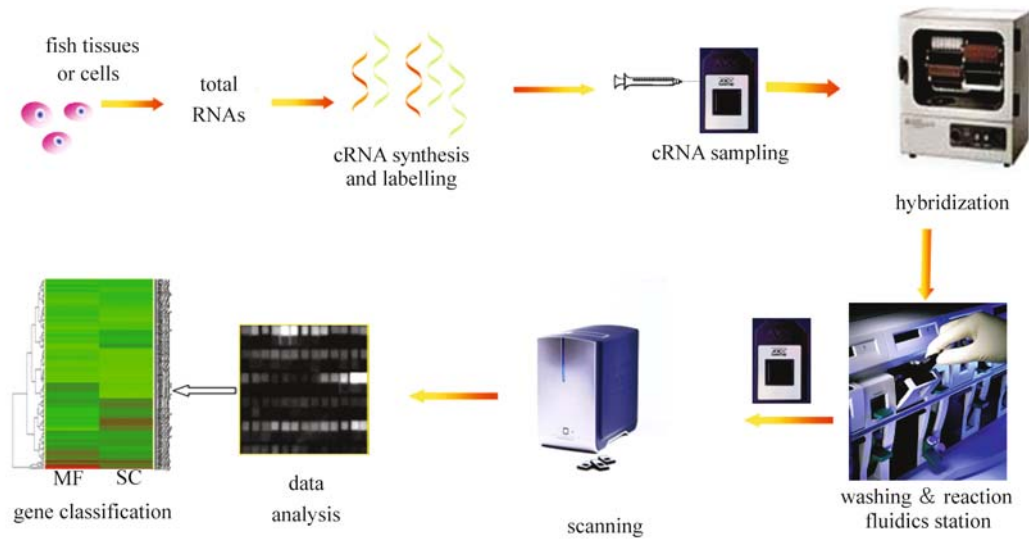 fish tissues
or cells
total
RNAs
cRNA synthesis
and labelling
cRNA sampling
hybridization
washing & reaction
fluidics station
scanning
data
analysis
MF SC
gene classification